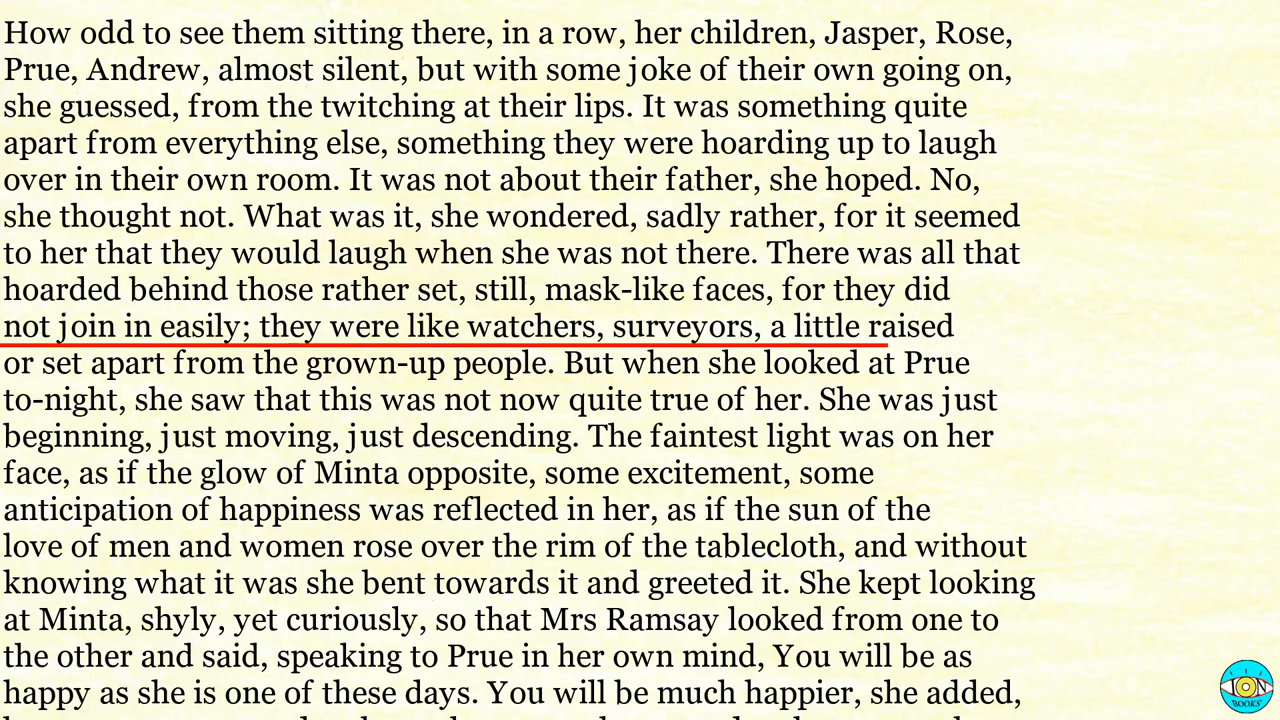 How odd to see them sitting there, in a row, her children, Jasper, Rose,
Prue, Andrew, almost silent, but with some joke of their own going on,
she guessed, from the twitching at their lips. It was something quite
apart from everything else, something they were hoarding up to laugh
over in their own room. It was not about their father, she hoped. No,
she thought not. What was it, she wondered, sadly rather, for it seemed
to her that they would laugh when she was not there. There was all that
hoarded behind those rather set, still, mask-like faces, for they did
not join in easily; they were like watchers, surveyors, a little raised
or set apart from the grown-up people. But when she looked at Prue
to-night, she saw that this was not now quite true of her. She was just
beginning, just moving, just descending. The faintest light was on her
face, as if the glow of Minta opposite, some excitement, some
anticipation of happiness was reflected in her, as if the sun of the
love of men and women rose over the rim of the tablecloth, and without
knowing what it was she bent towards it and greeted it. She kept looking
at Minta, shyly, yet curiously, so that Mrs Ramsay looked from one to
the other and said, speaking to Prue in her own mind, You will be as
happy as she is one of these days. You will be much happier, she added,
ION
BOOKS